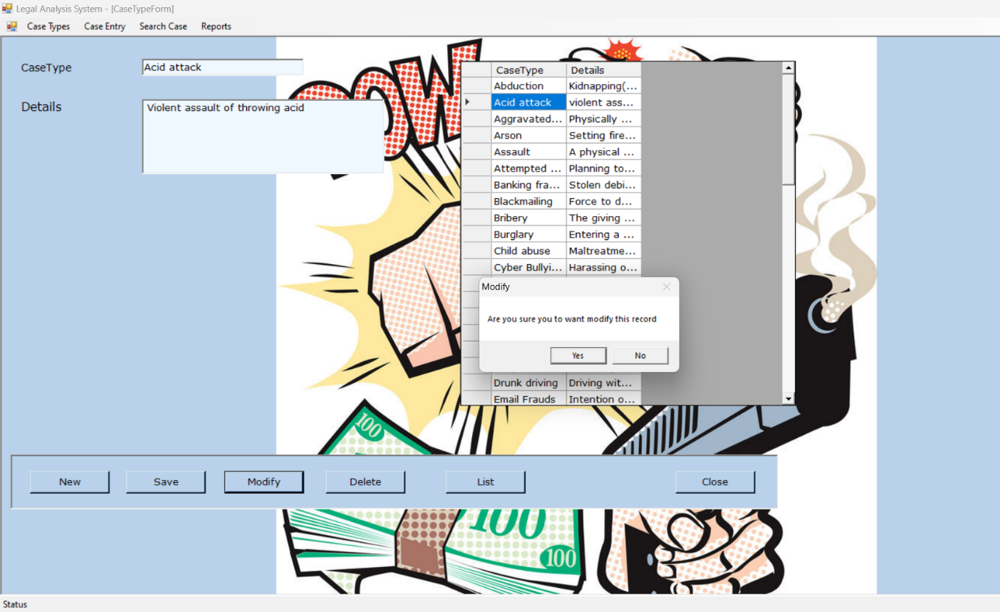 Legal Analysis System - [CaseTypeForm]
Case Types Case Entry Search Case Reports
CaseType Acid attack
Details Violent assault of throwing acid
POW
CaseType Details
Abduction Kidnapping(...
Acid attack violent ass...
Aggravated... Physically ...
Arson Setting fire...
Assault A physical ...
Attempted ... Planning to...
Banking fra... Stolen debi...
Blackmailing Force to d...
Bribery The giving ...
Burglary Entering a ...
Child abuse Maltreatme...
Cyber Bullyi... Harassing o...
Modify
Are you sure you to want modify this record
Yes No
Drunk driving Driving wit...
Email Frauds Intention o...
100
New Save Modify Delete List Close
100
100
Status